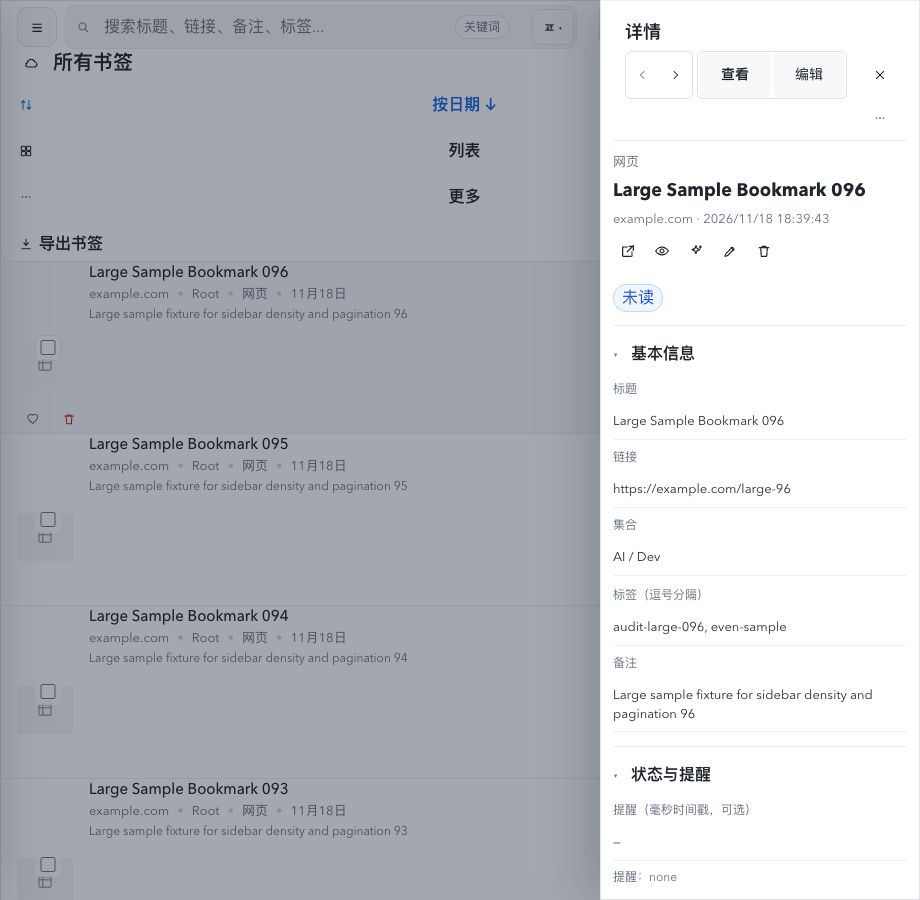 搜索标题、链接、备注、标签...
关键词
所有书签
按日期 ↓
列表
更多
导出书签
Large Sample Bookmark 096
example.com • Root • 网页 • 11月18日
Large sample fixture for sidebar density and pagination 96
Large Sample Bookmark 095
example.com • Root • 网页 • 11月18日
Large sample fixture for sidebar density and pagination 95
Large Sample Bookmark 094
example.com • Root • 网页 • 11月18日
Large sample fixture for sidebar density and pagination 94
Large Sample Bookmark 093
example.com • Root • 网页 • 11月18日
Large sample fixture for sidebar density and pagination 93
详情
查看
编辑
...
网页
Large Sample Bookmark 096
example.com · 2026/11/18 18:39:43
未读
基本信息
标题
Large Sample Bookmark 096
链接
https://example.com/large-96
集合
AI / Dev
标签（逗号分隔）
audit-large-096, even-sample
备注
Large sample fixture for sidebar density and
pagination 96
状态与提醒
提醒（毫秒时间戳，可选）
—
提醒：none